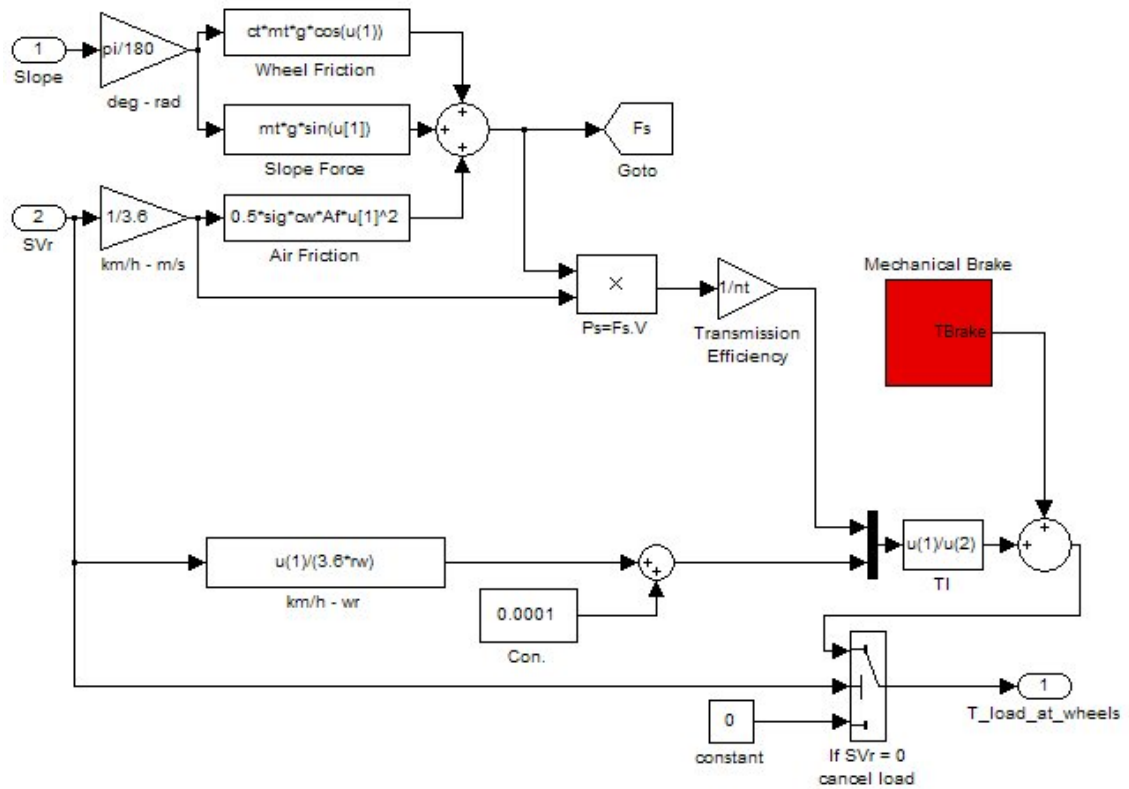 ct*mt*g*cos(u(1))
1
pi/180
Slope
Wheel Friction
deg - rad
+
mt*g*sin(u[1])
+
+
Fs
Slope Force
Goto
2
1/3.6
0.5*sig*cw*Af*u[1]^2
SVr
Air Friction
km/h - m/s
Mechanical Brake
×
1/nt
Ps=Fs.V
Transmission
Efficiency
TBrake
+
u(1)/(3.6*rw)
+
+
u(1)/u(2)
+
TI
km/h - wr
0.0001
Con.
0
1
T_load_at_wheels
constant
If SVr = 0
cancel load